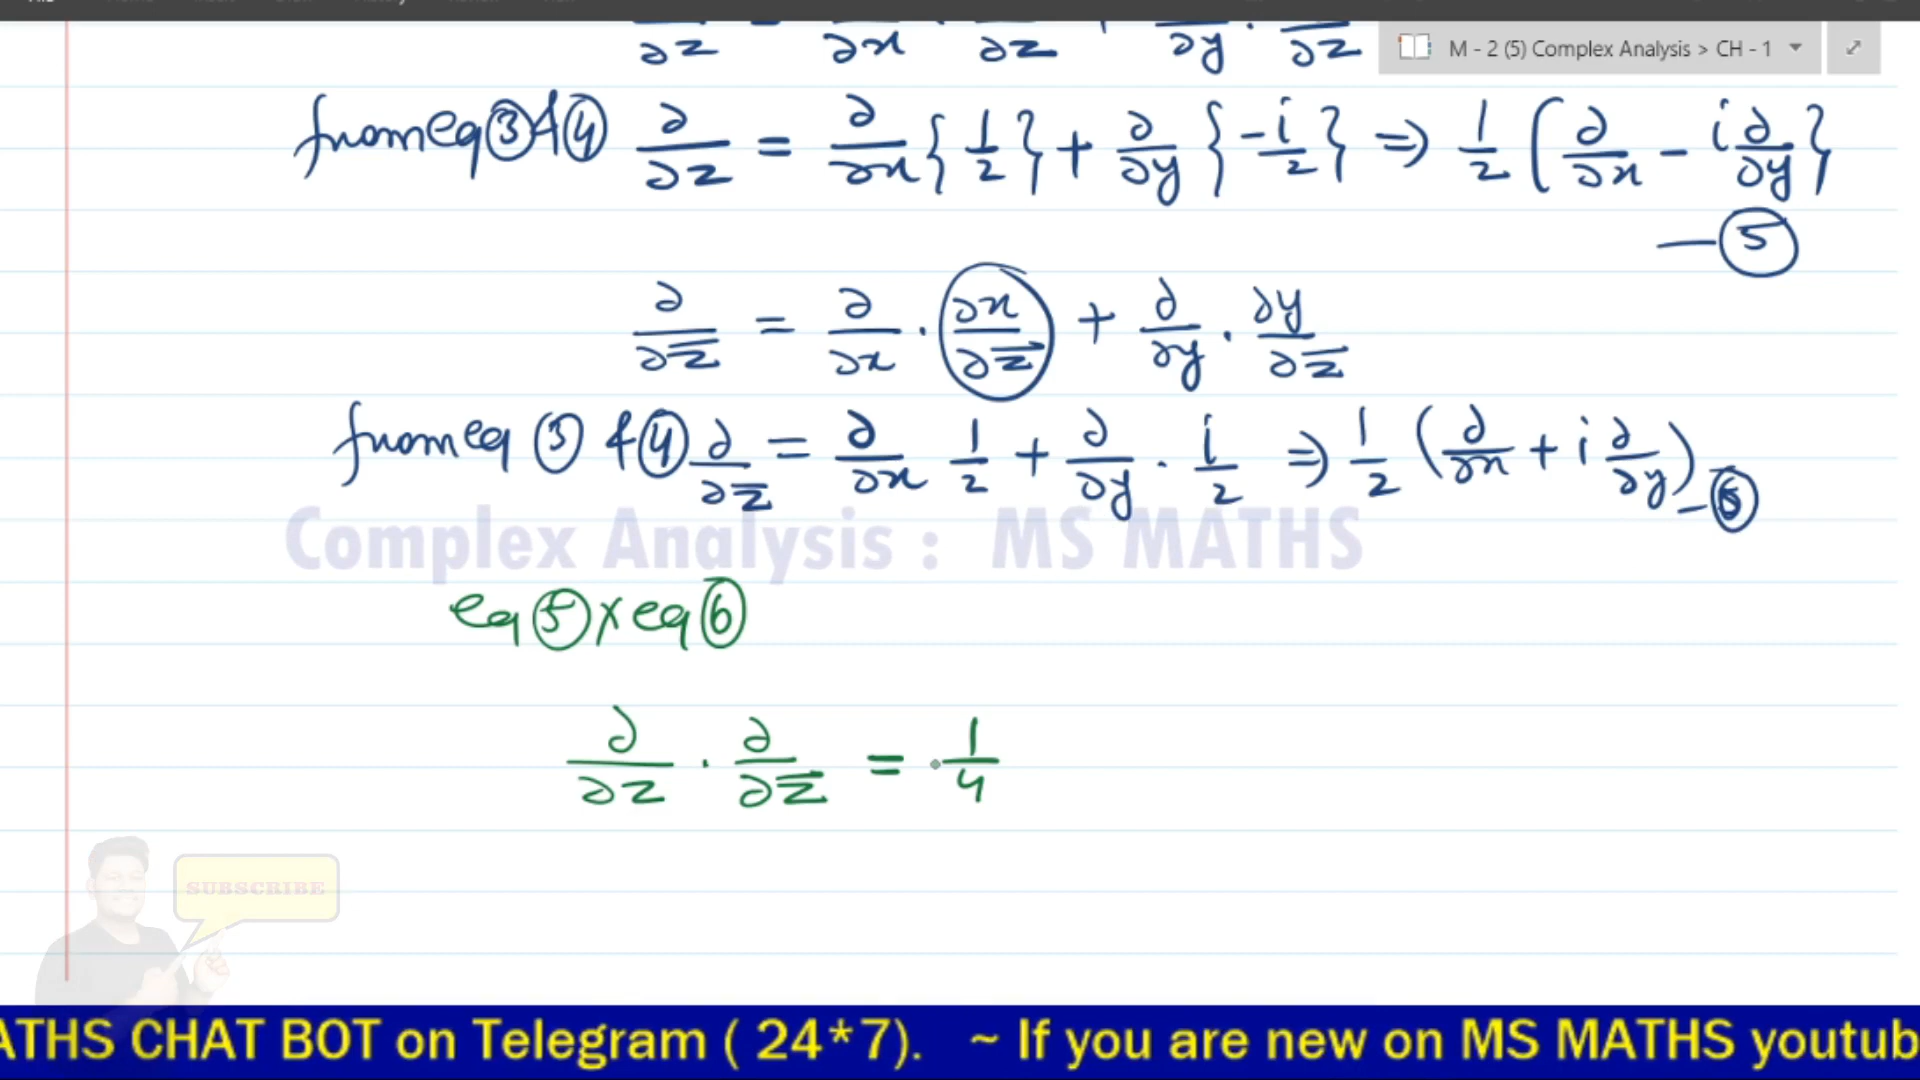 ∂z ∂x ∂z ∂y · ∂z
M - 2 (5) Complex Analysis > CH - 1
from eq ③ & ④ ∂/∂z = ∂/∂x {1/2} + ∂/∂y {-i/2} ⇒ 1/2 {∂/∂x - i∂/∂y}
— ⑤
∂/∂z̅ = ∂/∂x · ∂x/∂z̅ + ∂/∂y · ∂y/∂z̅
from eq ③ & ④ ∂/∂z̅ = ∂/∂x 1/2 + ∂/∂y · i/2 ⇒ 1/2 (∂/∂x + i ∂/∂y) — ⑥
Complex Analysis : MS MATHS
eq ⑤ x eq ⑥
∂/∂z · ∂/∂z̅ = 1/4
SUBSCRIBE
ATHS CHAT BOT on Telegram ( 24*7). ~ If you are new on MS MATHS youtub